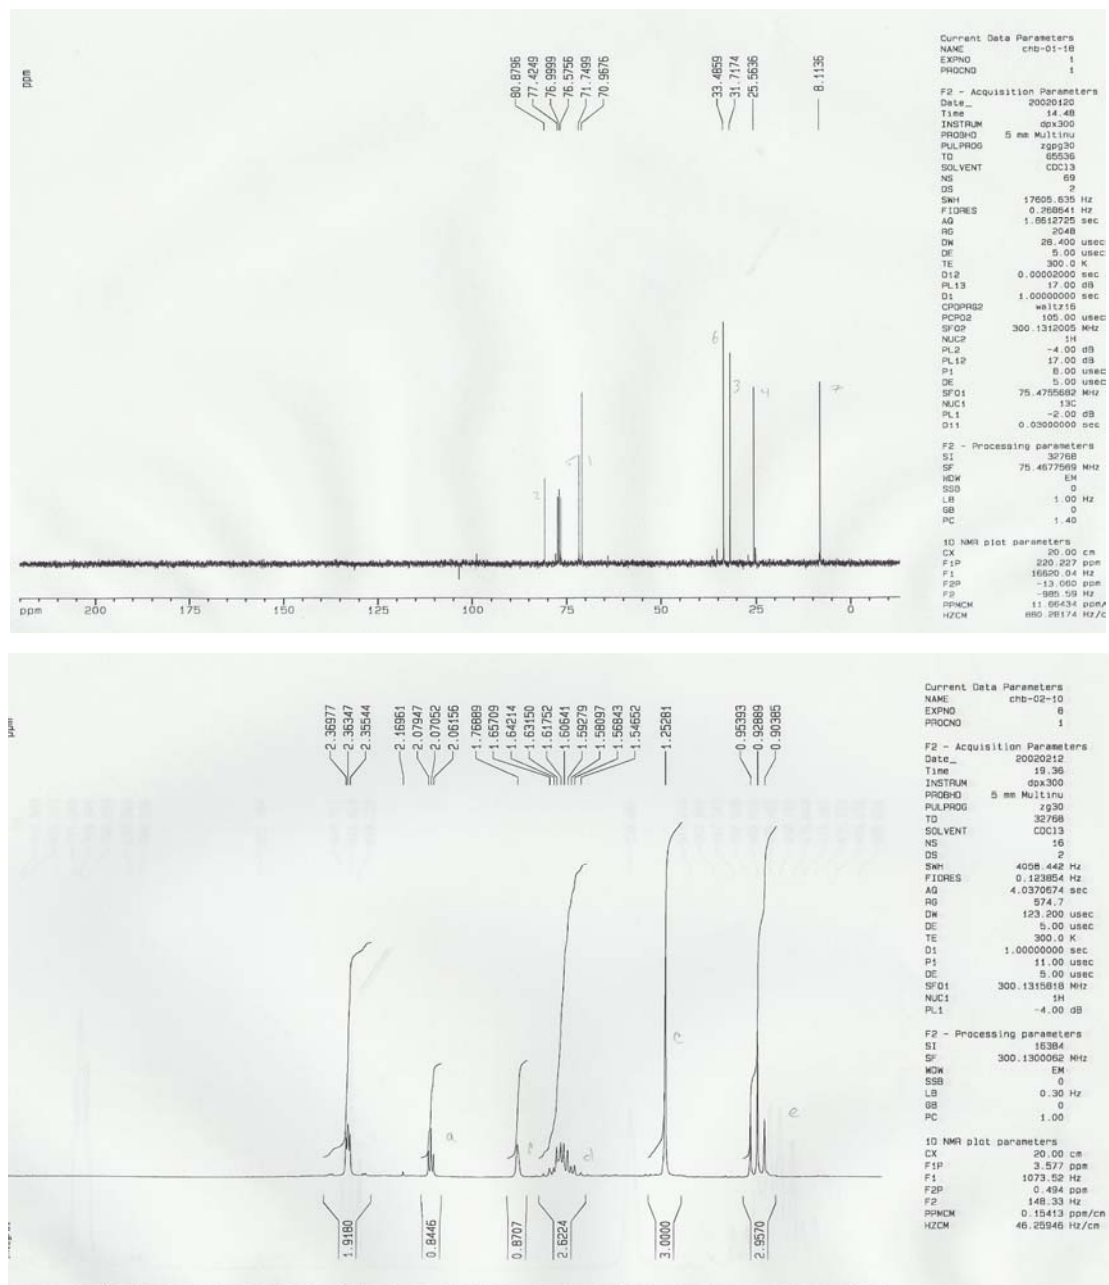 ppm
80.8796
77.4249
76.9999
76.5756
71.7499
70.9676
33.4859
31.7174
25.5636
8.1136
Current Data Parameters
NAME chb-01-18
EXPNO 1
PROCNO 1
F2 - Acquisition Parameters
Date_ 20020120
Time 14.48
INSTRUM dpx300
PROBHD 5 mm Multinu
PULPROG zgpg30
TD 65536
SOLVENT CDCl3
NS 69
DS 2
SWH 17605.635 Hz
FIDRES 0.268641 Hz
AQ 1.8612725 sec
RG 2048
DW 28.400 usec
DE 5.00 usec
TE 300.0 K
D12 0.00002000 sec
PL13 17.00 dB
D1 1.00000000 sec
CPDPRG2 waltz16
PCPD2 105.00 usec
SFO2 300.1312005 MHz
NUC2 1H
PL2 -4.00 dB
PL12 17.00 dB
P1 8.00 usec
DE 5.00 usec
SFO1 75.4755682 MHz
NUC1 13C
PL1 -2.00 dB
D11 0.03000000 sec
F2 - Processing parameters
SI 32768
SF 75.4677569 MHz
WDW EM
SSB 0
LB 1.00 Hz
GB 0
PC 1.40
1D NMR plot parameters
CX 20.00 cm
F1P 220.227 ppm
F1 16620.04 Hz
F2P -13.060 ppm
F2 -985.59 Hz
PPMCM 11.66434 ppm/
HZCM 880.28174 Hz/c
2 5 1 6 3 4 7
ppm 200 175 150 125 100 75 50 25 0
ppm
2.36977
2.36347
2.35544
2.16961
2.07947
2.07052
2.06156
1.76889
1.65709
1.64214
1.63150
1.61752
1.60641
1.59279
1.58097
1.56843
1.54652
1.25281
0.95393
0.92889
0.90385
Current Data Parameters
NAME chb-02-10
EXPNO 6
PROCNO 1
F2 - Acquisition Parameters
Date_ 20020212
Time 19.36
INSTRUM dpx300
PROBHD 5 mm Multinu
PULPROG zg30
TD 32768
SOLVENT CDCl3
NS 16
DS 2
SWH 4058.442 Hz
FIDRES 0.123854 Hz
AQ 4.0370674 sec
RG 574.7
DW 123.200 usec
DE 5.00 usec
TE 300.0 K
D1 1.00000000 sec
P1 11.00 usec
DE 5.00 usec
SFO1 300.1315818 MHz
NUC1 1H
PL1 -4.00 dB
F2 - Processing parameters
SI 16384
SF 300.1300062 MHz
WDW EM
SSB 0
LB 0.30 Hz
GB 0
PC 1.00
1D NMR plot parameters
CX 20.00 cm
F1P 3.577 ppm
F1 1073.52 Hz
F2P 0.494 ppm
F2 148.33 Hz
PPMCM 0.15413 ppm/cm
HZCM 46.25946 Hz/cm
a d c e
1.9180
0.8446
0.8707
2.6224
3.0000
2.9570